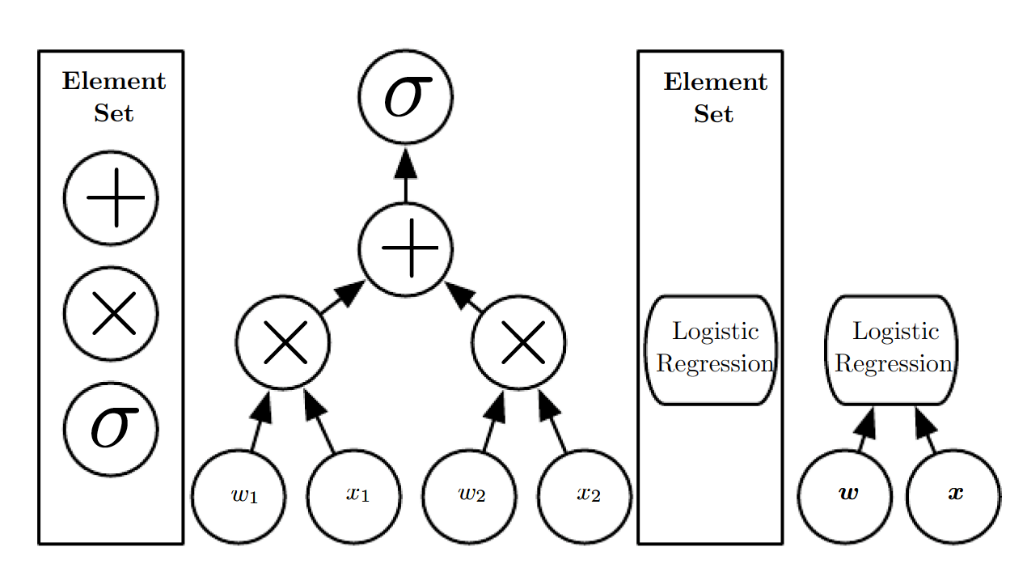 Element
Set
+
×
σ
σ
+
×
×
w₁
x₁
w₂
x₂
Element
Set
Logistic
Regression
Logistic
Regression
w
x